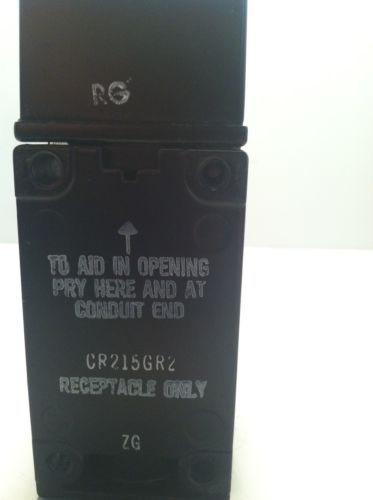 RG
TO AID IN OPENING
PRY HERE AND AT
CONDUIT END
CR215GR2
RECEPTACLE ONLY
ZG